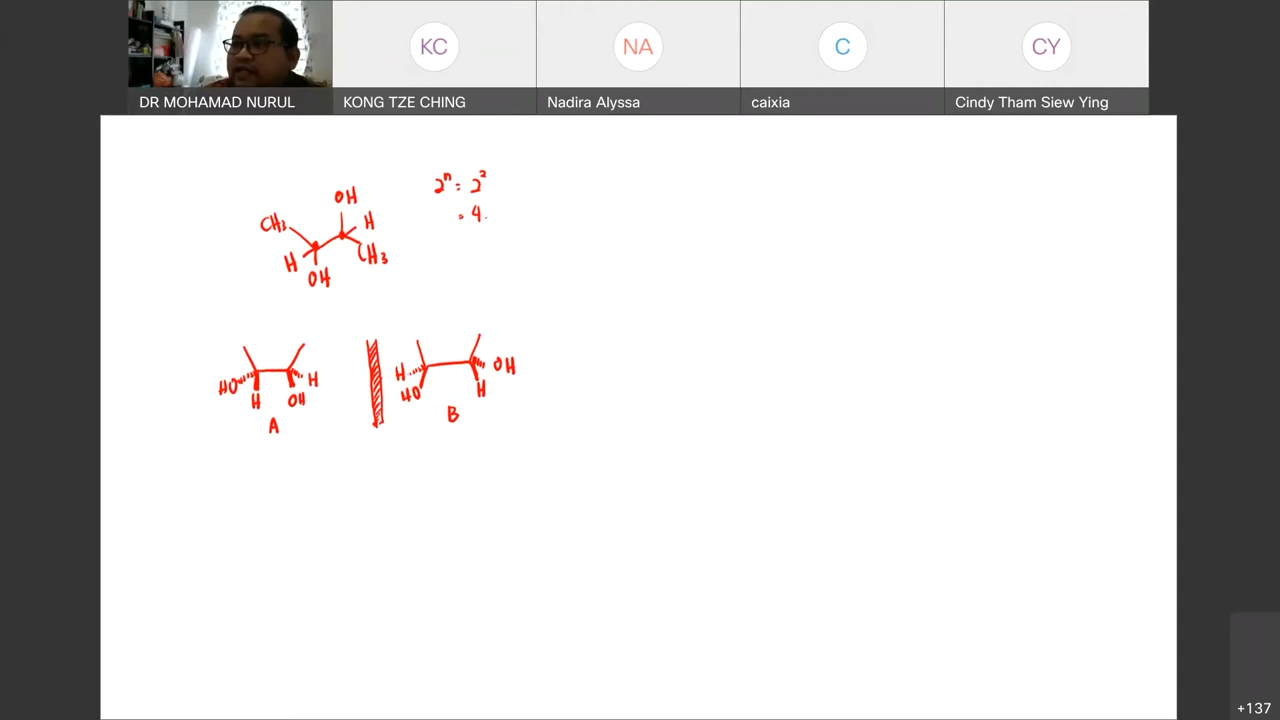 KC
NA
C
CY
DR MOHAMAD NURUL
KONG TZE CHING
Nadira Alyssa
caixia
Cindy Tham Siew Ying
2ⁿ = 2²
= 4.
OH
CH₃
H
H
CH₃
OH
HO
H
H
OH
A
H
HO
OH
H
B
+137